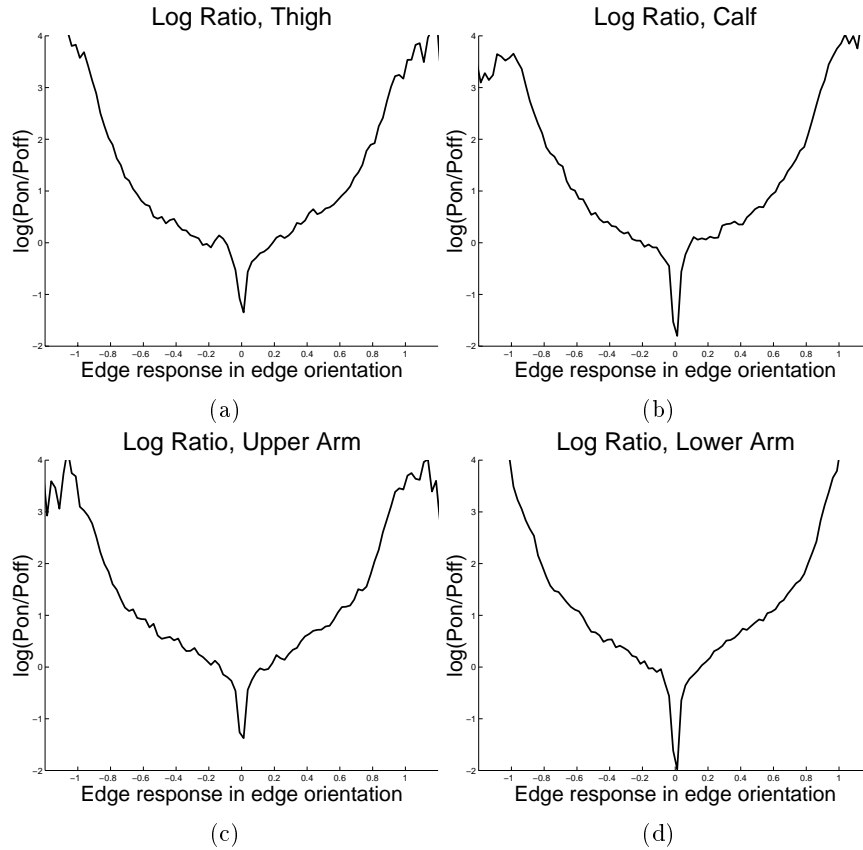 Log Ratio, Thigh
log(Pon/Poff)
4
3
2
1
0
−1
−2
−1 −0.8 −0.6 −0.4 −0.2 0 0.2 0.4 0.6 0.8 1
Edge response in edge orientation
(a)
Log Ratio, Calf
log(Pon/Poff)
4
3
2
1
0
−1
−2
−1 −0.8 −0.6 −0.4 −0.2 0 0.2 0.4 0.6 0.8 1
Edge response in edge orientation
(b)
Log Ratio, Upper Arm
log(Pon/Poff)
4
3
2
1
0
−1
−2
−1 −0.8 −0.6 −0.4 −0.2 0 0.2 0.4 0.6 0.8 1
Edge response in edge orientation
(c)
Log Ratio, Lower Arm
log(Pon/Poff)
4
3
2
1
0
−1
−2
−1 −0.8 −0.6 −0.4 −0.2 0 0.2 0.4 0.6 0.8 1
Edge response in edge orientation
(d)